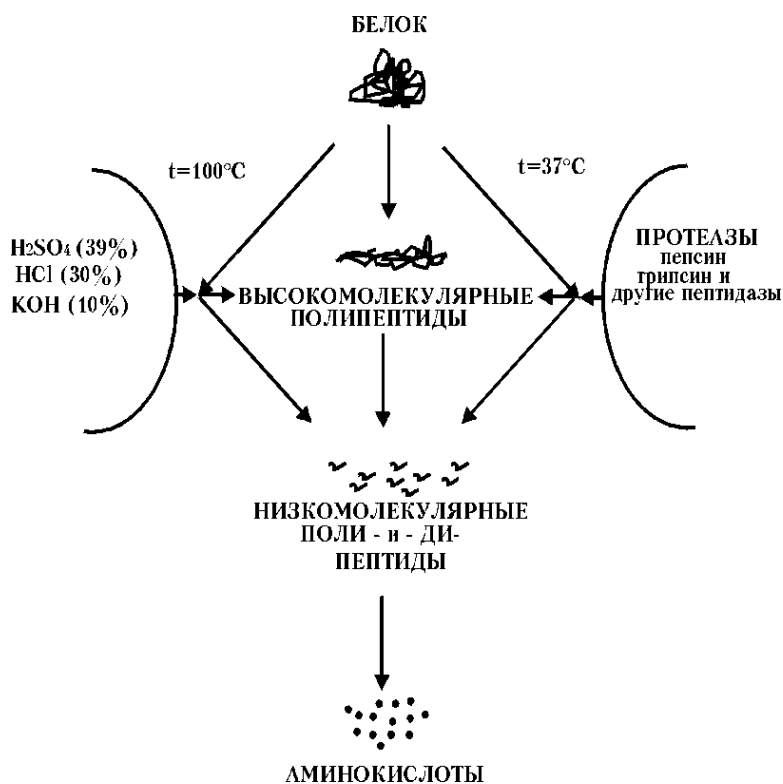 БЕЛОК
t=100°C
t=37°C
H₂SO₄ (39%)
HCl (30%)
KOH (10%)
ПРОТЕАЗЫ
пепсин
трипсин и
другие пептидазы
ВЫСОКОМОЛЕКУЛЯРНЫЕ
ПОЛИПЕПТИДЫ
НИЗКОМОЛЕКУЛЯРНЫЕ
ПОЛИ - и - ДИ-
ПЕПТИДЫ
АМИНОКИСЛОТЫ